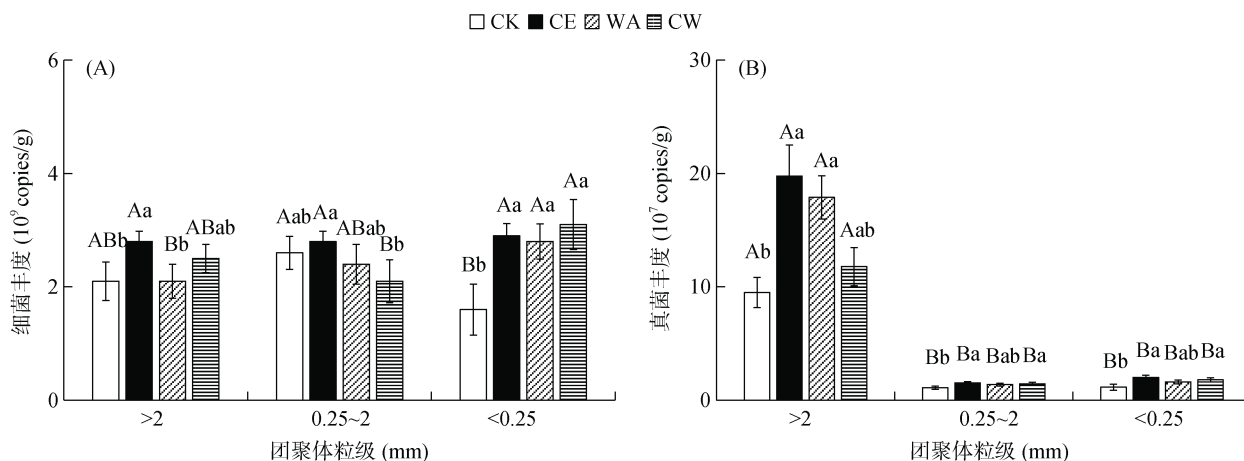 CK CE WA CW
(A)
细菌丰度 (10⁹ copies/g)
6
4
2
0
ABb Aa Bb ABab
Aab Aa ABab Bb
Bb Aa Aa Aa
>2 0.25~2 <0.25
团聚体粒级 (mm)
(B)
真菌丰度 (10⁷ copies/g)
30
20
10
0
Ab Aa Aa Aab
Bb Ba Bab Ba
Bb Ba Bab Ba
>2 0.25~2 <0.25
团聚体粒级 (mm)